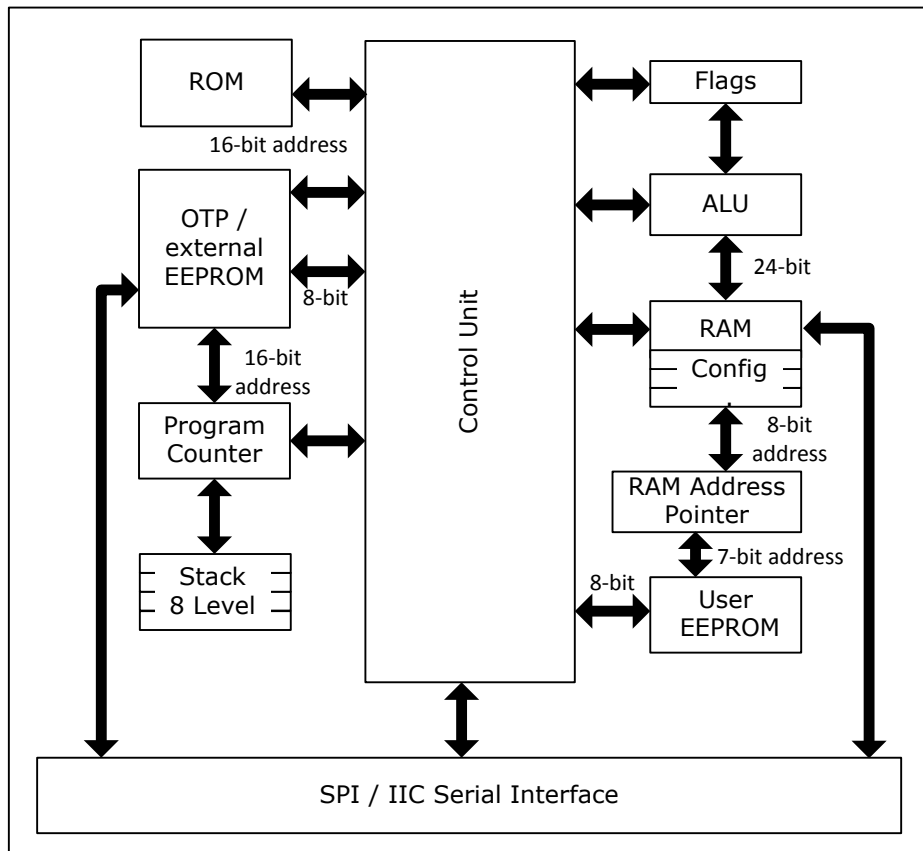 ROM
16-bit address
OTP /
external
EEPROM
8-bit
16-bit
address
Program
Counter
Stack
8 Level
Control Unit
Flags
ALU
24-bit
RAM
Config
8-bit
address
RAM Address
Pointer
7-bit address
8-bit
User
EEPROM
SPI / IIC Serial Interface